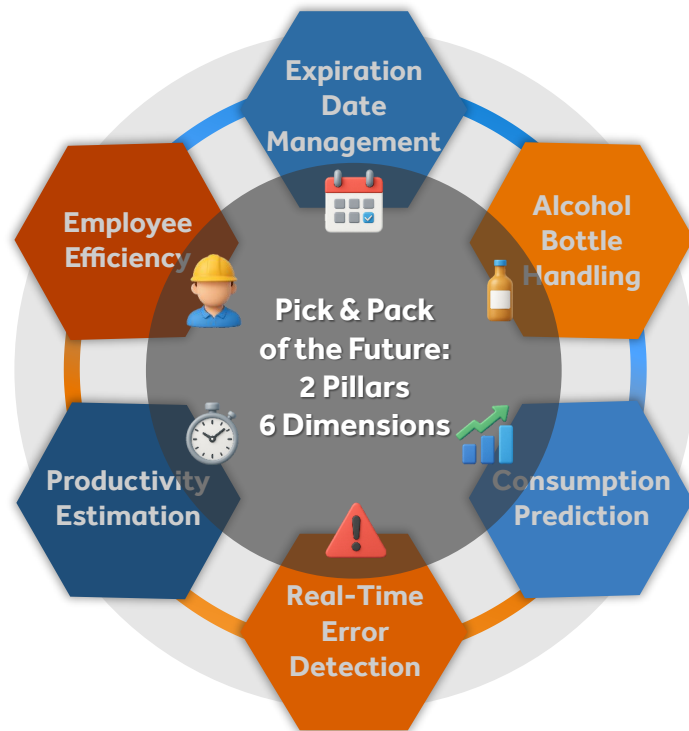 Expiration
Date
Management
Alcohol
Bottle
Handling
Employee
Efficiency
Pick & Pack
of the Future:
2 Pillars
6 Dimensions
Productivity
Estimation
Consumption
Prediction
Real-Time
Error
Detection